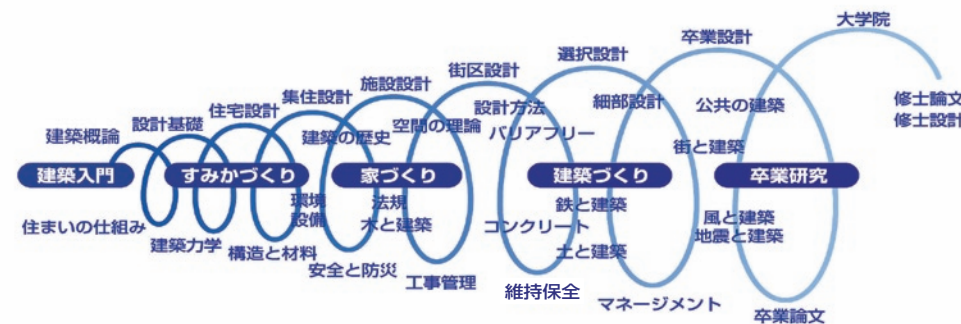 大学院
卒業設計
選択設計
街区設計
施設設計
集住設計
住宅設計
設計基礎
建築概論
修士論文
修士設計
公共の建築
細部設計
設計方法
バリアフリー
空間の理論
建築の歴史
街と建築
建築入門
すみかづくり
家づくり
建築づくり
卒業研究
環境
設備
法規
木と建築
鉄と建築
コンクリート
土と建築
風と建築
地震と建築
住まいの仕組み
建築力学
構造と材料
安全と防災
工事管理
維持保全
マネージメント
卒業論文